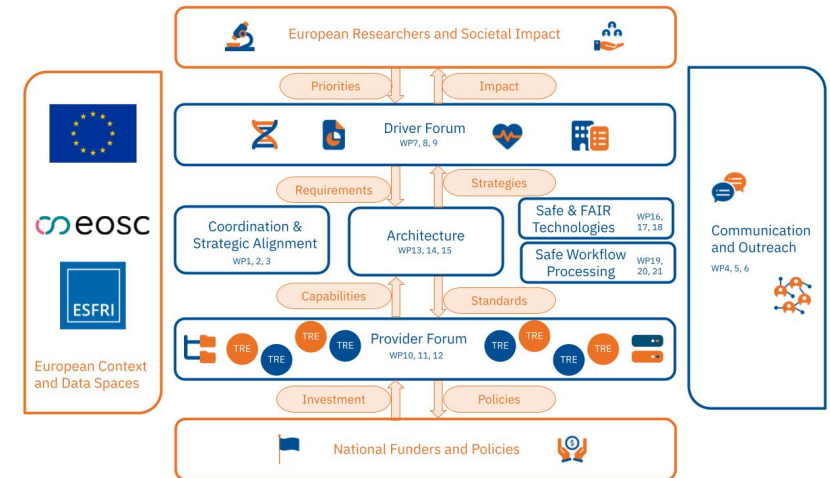 European Researchers and Societal Impact
Priorities
Impact
Driver Forum
WP7, 8, 9
Requirements
Strategies
eosc
ESFRI
European Context
and Data Spaces
Coordination &
Strategic Alignment
WP1, 2, 3
Architecture
WP13, 14, 15
Safe & FAIR
Technologies
WP16,
17, 18
Safe Workflow
Processing
WP19,
20, 21
Capabilities
Standards
Provider Forum
WP10, 11, 12
TRE
TRE
TRE
TRE
TRE
TRE
TRE
TRE
Investment
Policies
National Funders and Policies
Communication
and Outreach
WP4, 5, 6